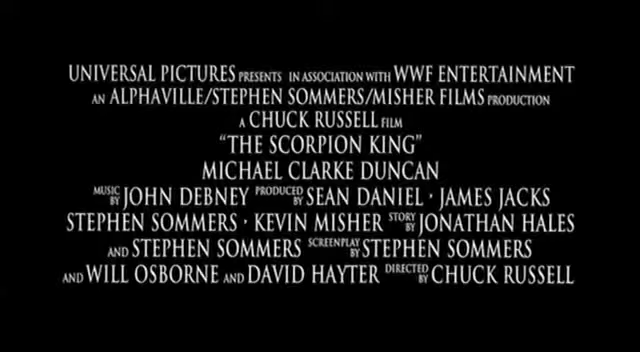 UNIVERSAL PICTURES PRESENTS IN ASSOCIATION WITH WWF ENTERTAINMENT
AN ALPHAVILLE/STEPHEN SOMMERS/MISHER FILMS PRODUCTION
A CHUCK RUSSELL FILM
“THE SCORPION KING”
MICHAEL CLARKE DUNCAN
MUSIC BY JOHN DEBNEY PRODUCED BY SEAN DANIEL · JAMES JACKS
STEPHEN SOMMERS · KEVIN MISHER STORY BY JONATHAN HALES
AND STEPHEN SOMMERS SCREENPLAY BY STEPHEN SOMMERS
AND WILL OSBORNE AND DAVID HAYTER DIRECTED BY CHUCK RUSSELL